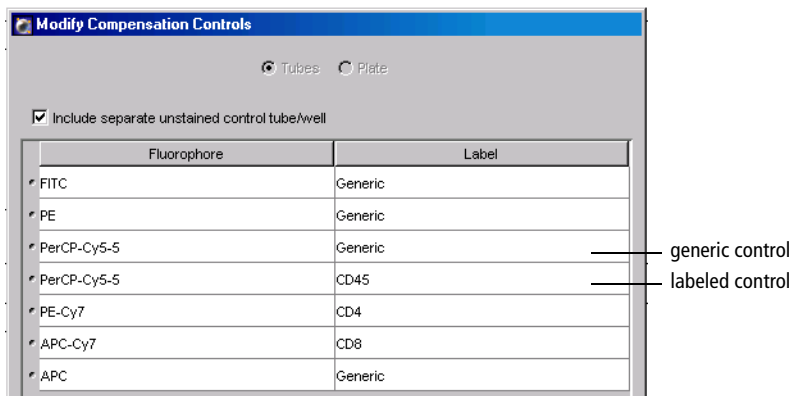 Modify Compensation Controls
Tubes Plate
Include separate unstained control tube/well
Fluorophore Label
FITC Generic
PE Generic
PerCP-Cy5-5 Generic generic control
PerCP-Cy5-5 CD45 labeled control
PE-Cy7 CD4
APC-Cy7 CD8
APC Generic